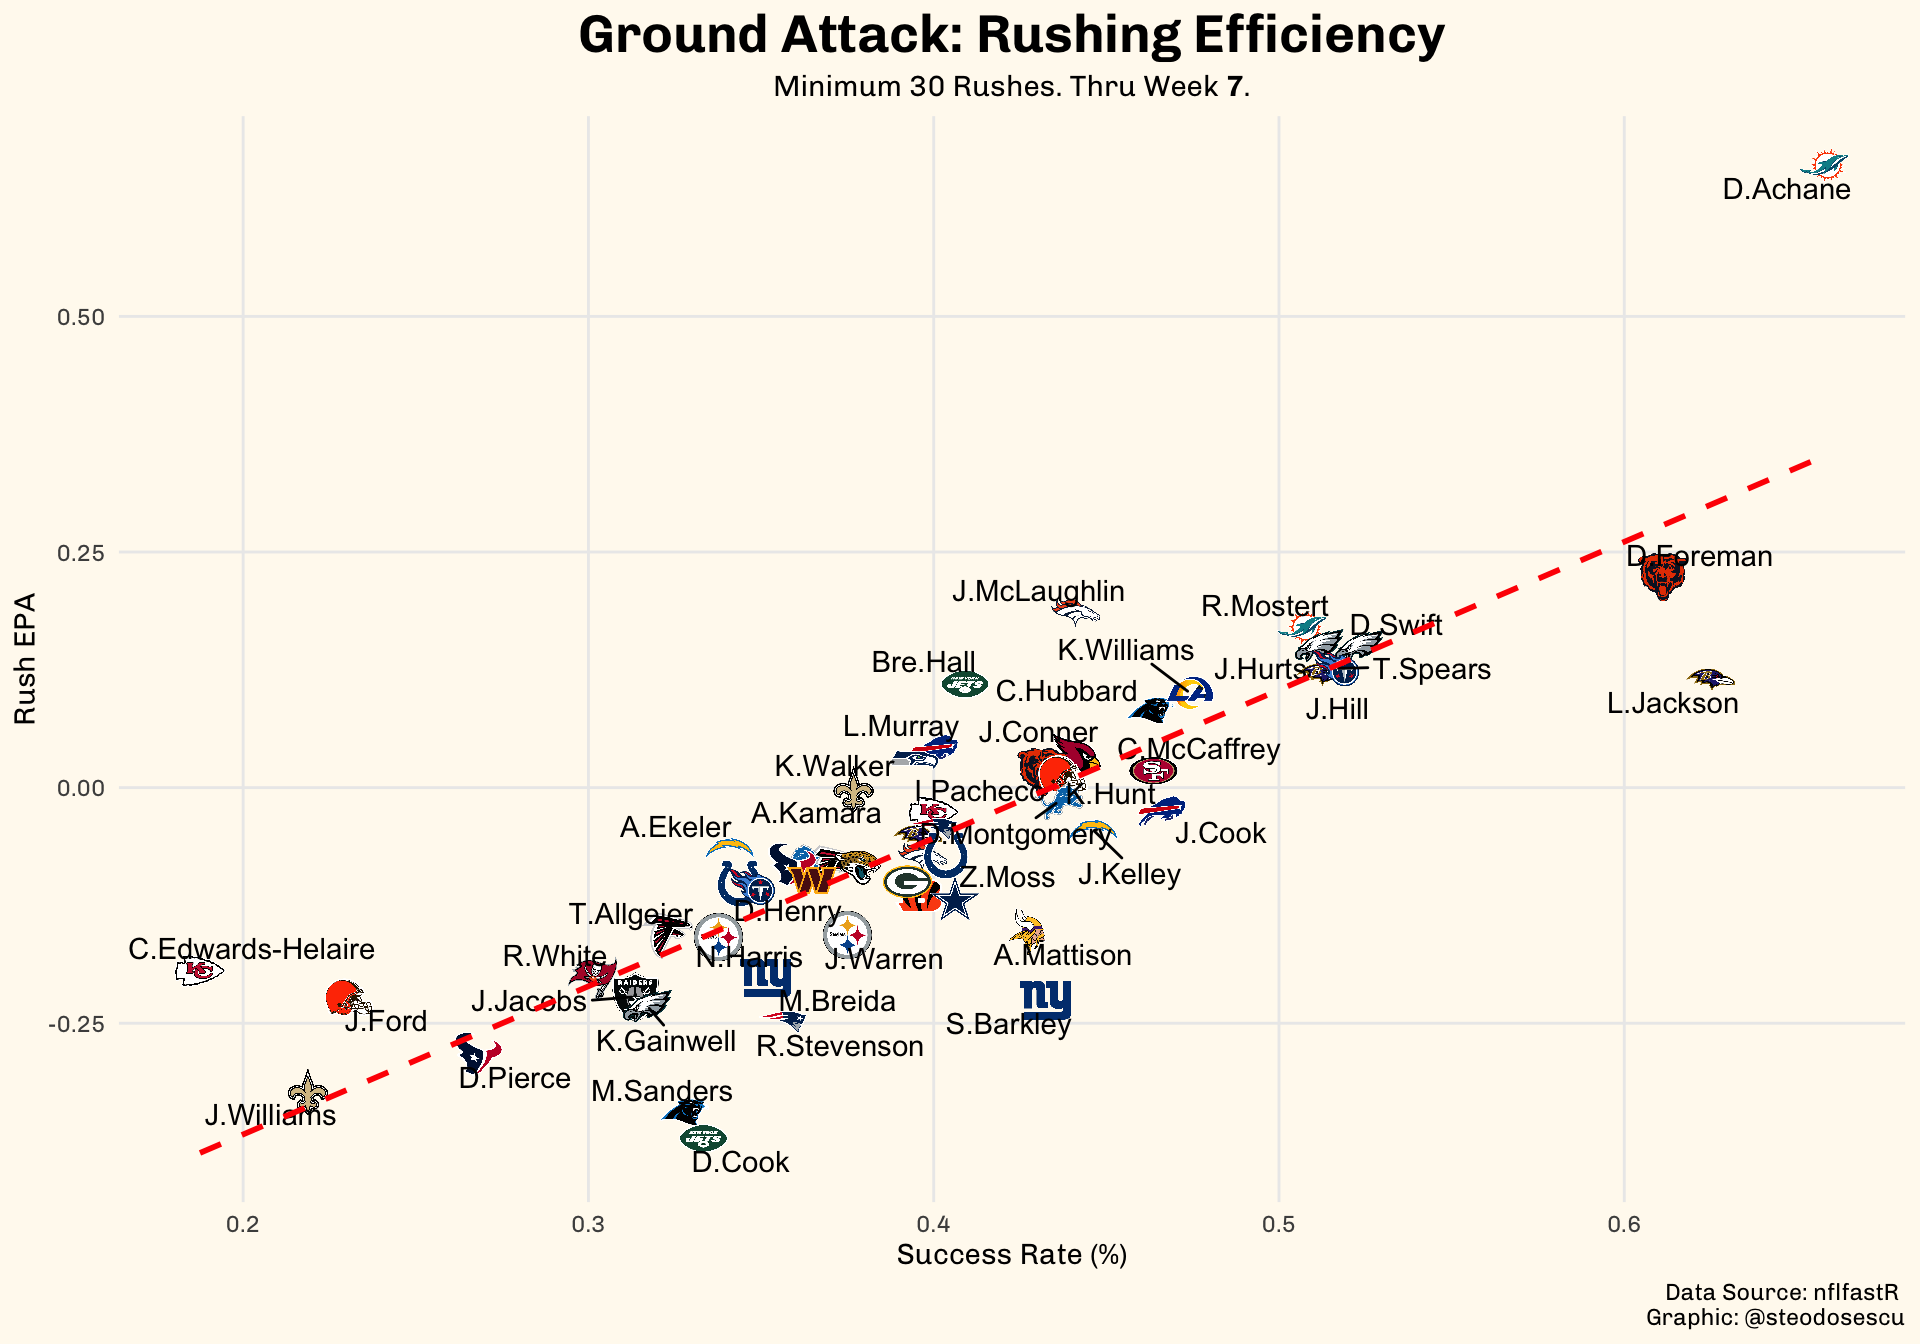 Ground Attack: Rushing Efficiency
Minimum 30 Rushes. Thru Week 7.
D.Achane
0.50
0.25
D.Foreman
J.McLaughlin
R.Mostert
D.Swift
K.Williams
Bre.Hall
J.Hurts
T.Spears
C.Hubbard
L.Jackson
J.Hill
L.Murray
J.Conner
C.McCaffrey
K.Walker
0.00
I.Pacheco
K.Hunt
A.Kamara
A.Ekeler
.Montgomery
J.Cook
Z.Moss
J.Kelley
T.Allgeier
D.Henry
C.Edwards-Helaire
R.White
N.Harris
J.Warren
A.Mattison
RAIDERS
ny
J.Jacobs
M.Breida
ny
J.Ford
S.Barkley
-0.25
K.Gainwell
R.Stevenson
D.Pierce
M.Sanders
J.Williams
JETS
D.Cook
Rush EPA
0.2
0.3
0.4
0.5
0.6
Success Rate (%)
Data Source: nflfastR
Graphic: @steodosescu